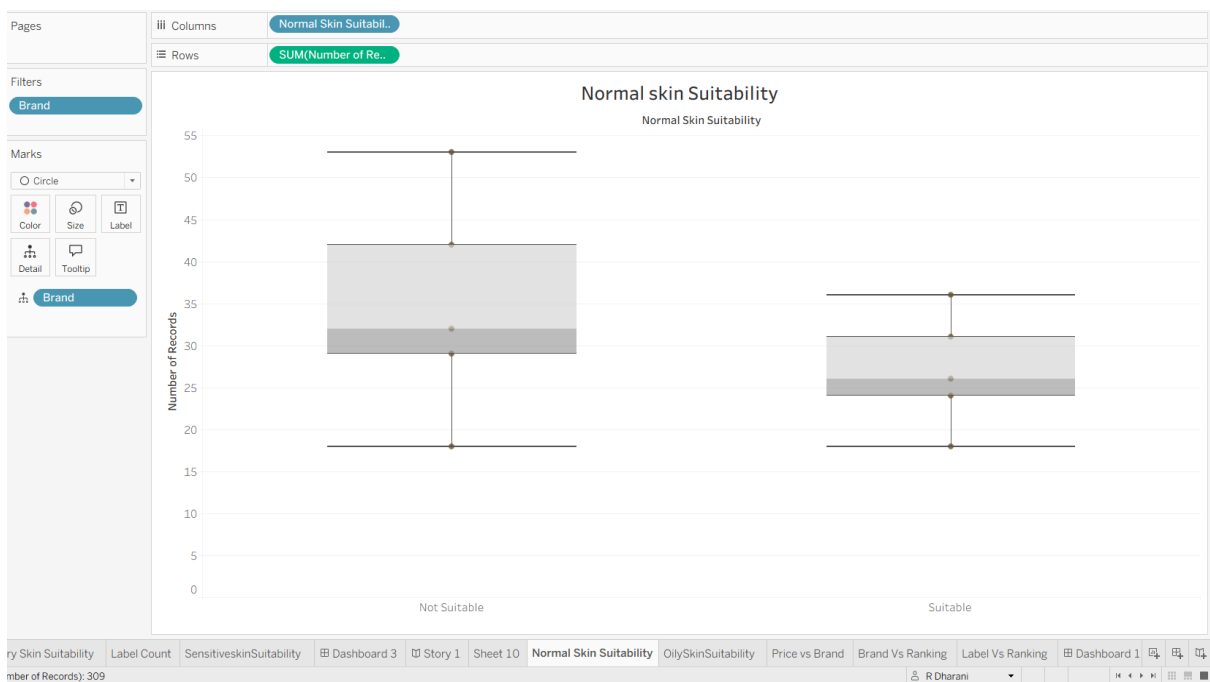 Pages
iii Columns
Normal Skin Suitabil..
Rows
SUM(Number of Re..
Filters
Brand
Marks
Circle
Color
Size
Label
Detail
Tooltip
Brand
Normal skin Suitability
Normal Skin Suitability
55
50
45
40
35
30
25
20
15
10
5
0
Number of Records
Not Suitable
Suitable
ry Skin Suitability
Label Count
SensitiveskinSuitability
Dashboard 3
Story 1
Sheet 10
Normal Skin Suitability
OilySkinSuitability
Price vs Brand
Brand Vs Ranking
Label Vs Ranking
Dashboard 1
mber of Records): 309
R Dharani